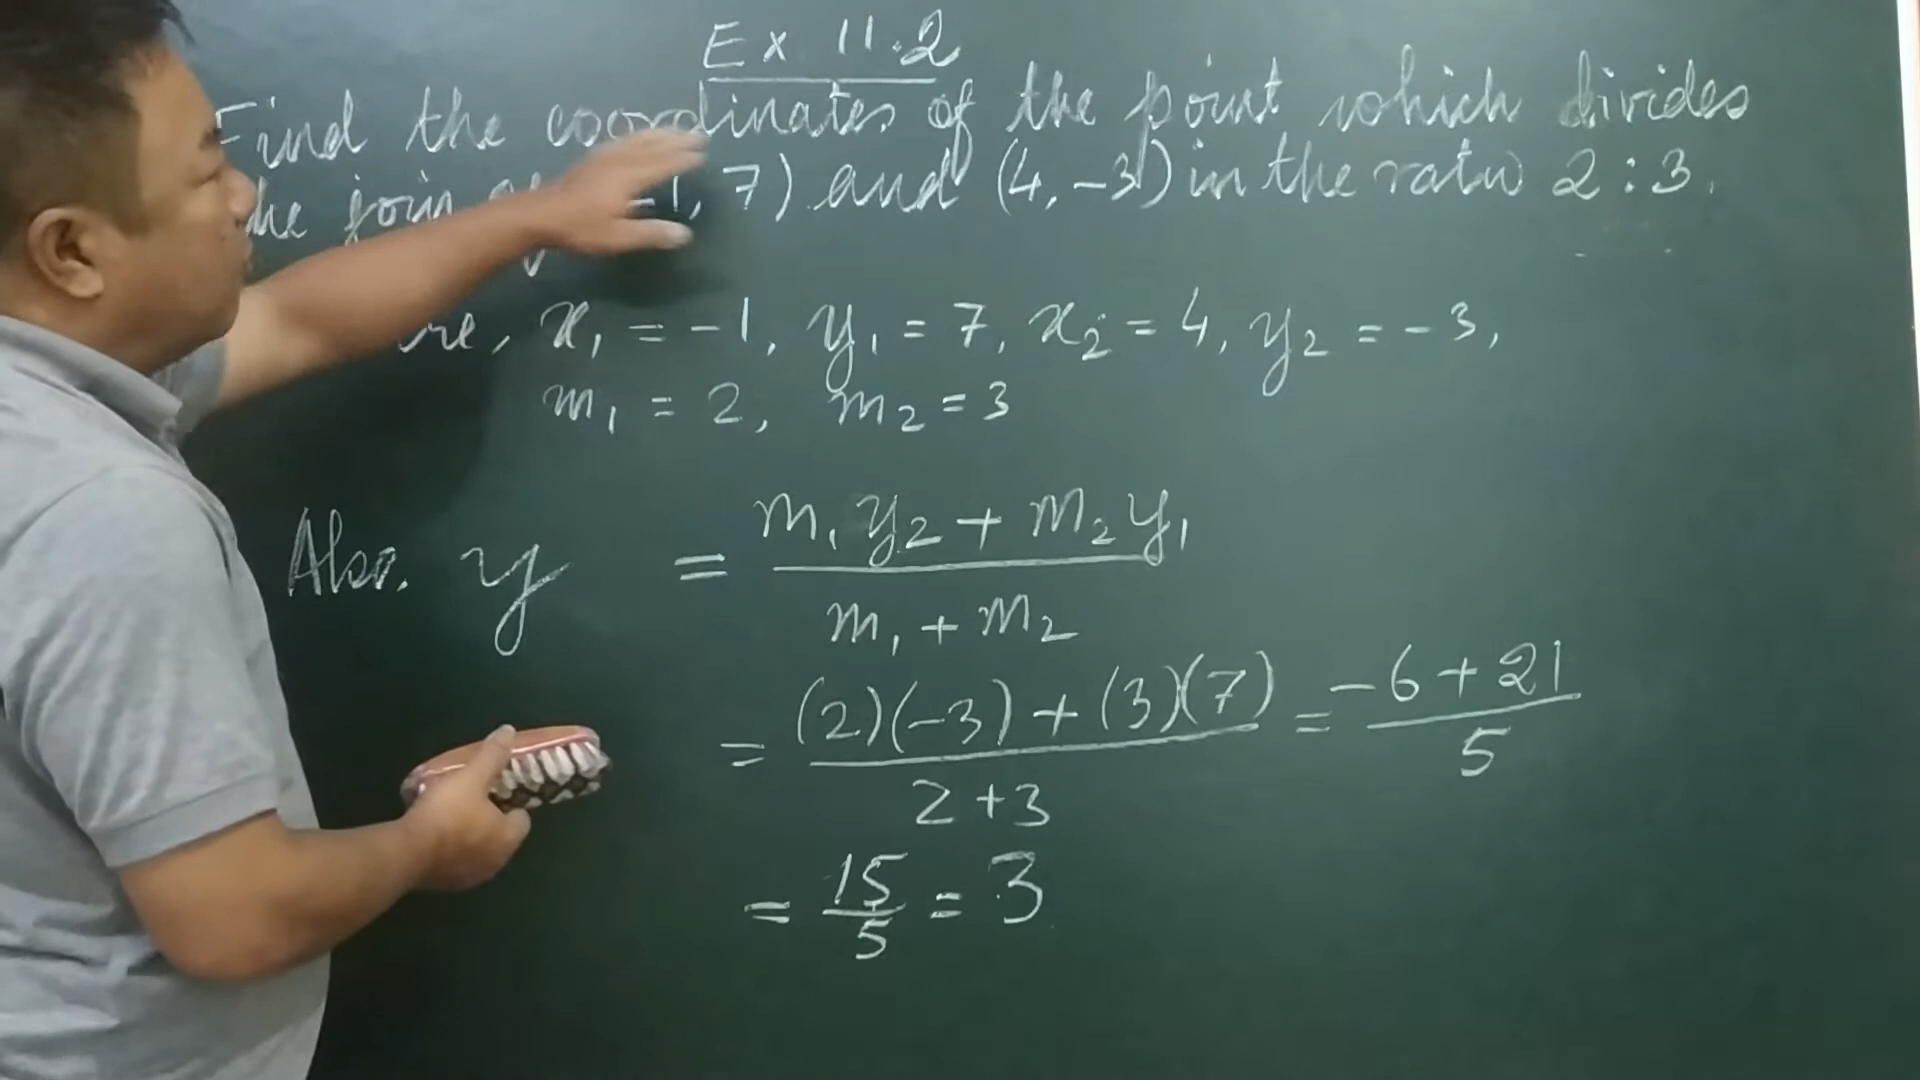 Ex 11.2
Find the coordinates of the point which divides
the join -1, 7) and (4, -3) in the ratio 2 : 3.
x₁ = -1, y₁ = 7, x₂ = 4, y₂ = -3,
m₁ = 2, m₂ = 3
Also, y = m₁y₂ + m₂y₁
m₁ + m₂
= (2)(-3) + (3)(7) = -6 + 21
2+3 5
= 15 = 3
5